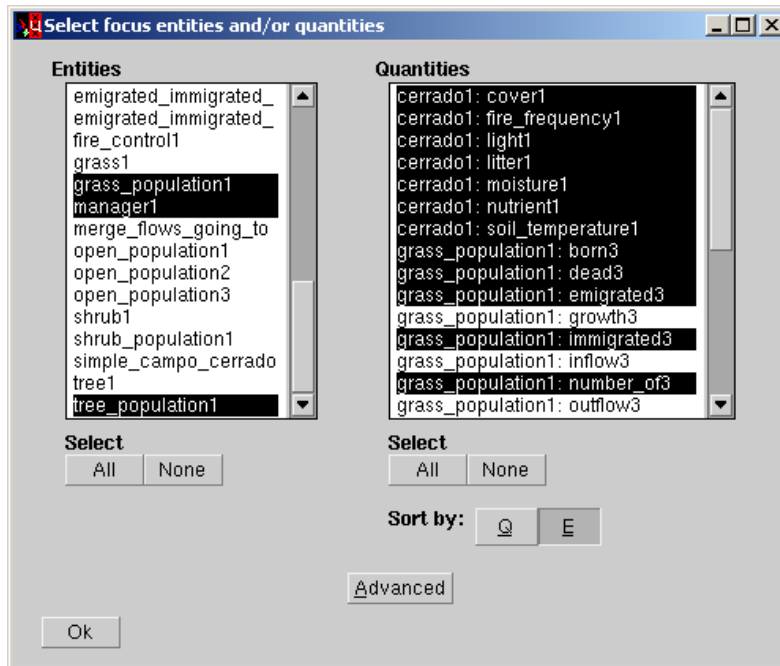 Select focus entities and/or quantities
Entities
emigrated_immigrated_
emigrated_immigrated_
fire_control1
grass1
grass_population1
manager1
merge_flows_going_to
open_population1
open_population2
open_population3
shrub1
shrub_population1
simple_campo_cerrado
tree1
tree_population1
Select
All None
Quantities
cerrado1: cover1
cerrado1: fire_frequency1
cerrado1: light1
cerrado1: litter1
cerrado1: moisture1
cerrado1: nutrient1
cerrado1: soil_temperature1
grass_population1: born3
grass_population1: dead3
grass_population1: emigrated3
grass_population1: growth3
grass_population1: immigrated3
grass_population1: inflow3
grass_population1: number_of3
grass_population1: outflow3
Select
All None
Sort by: Q E
Advanced
Ok